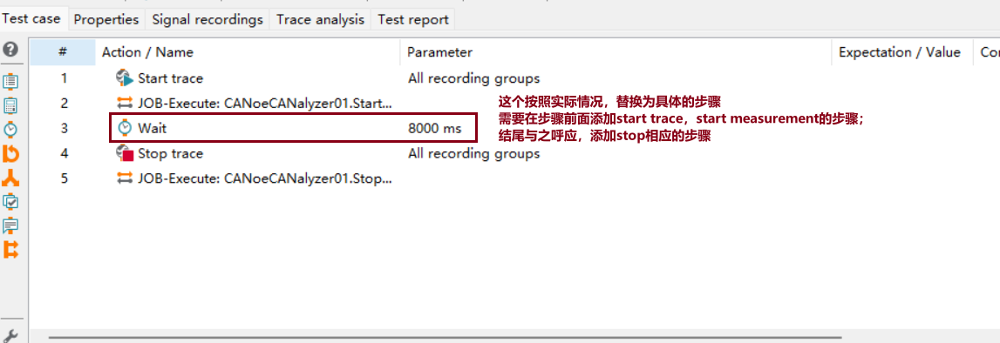 Test case Properties Signal recordings Trace analysis Test report
# Action / Name Parameter Expectation / Value Co
1 Start trace All recording groups
2 JOB-Execute: CANoeCANalyzer01.Start...
3 Wait 8000 ms
4 Stop trace All recording groups
5 JOB-Execute: CANoeCANalyzer01.Stop...
这个按照实际情况，替换为具体的步骤
需要在步骤前面添加start trace，start measurement的步骤；
结尾与之呼应，添加stop相应的步骤